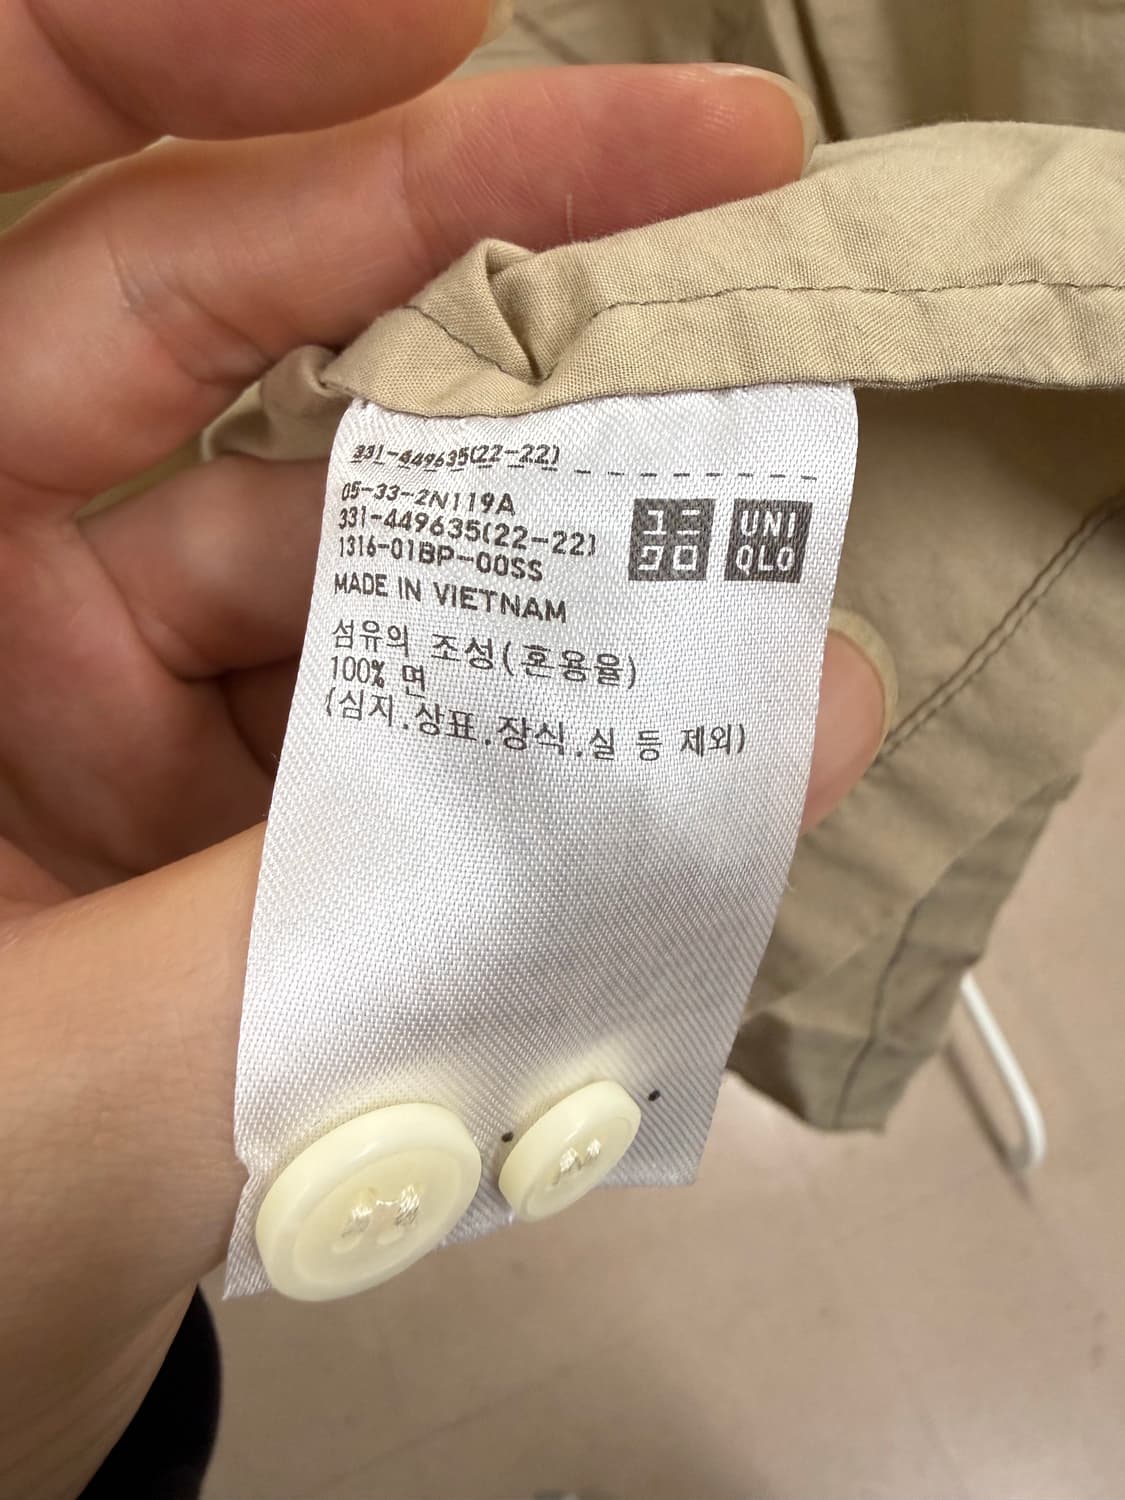 331-449635(22-22)
05-33-2N119A
331-449635(22-22)
1316-01BP-00SS
MADE IN VIETNAM
섬유의 조성(혼용율)
100% 면
(심지.상표.장식.실 등 제외)
ユニ
クロ
UNI
QLO